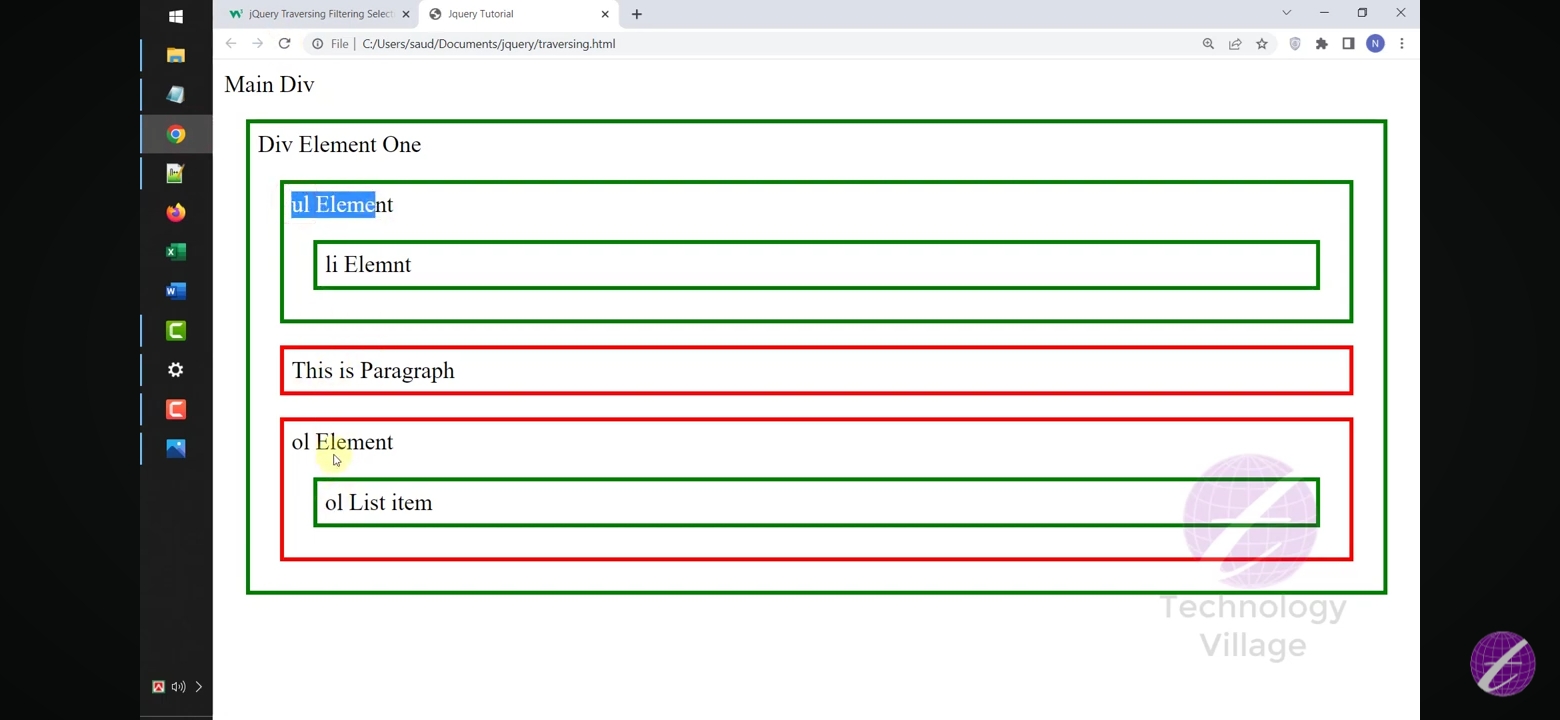 jQuery Traversing Filtering Select
Jquery Tutorial
File
C:/Users/saud/Documents/jquery/traversing.html
N
Main Div
Div Element One
ul Element
li Elemnt
This is Paragraph
ol Element
ol List item
Technology
Village